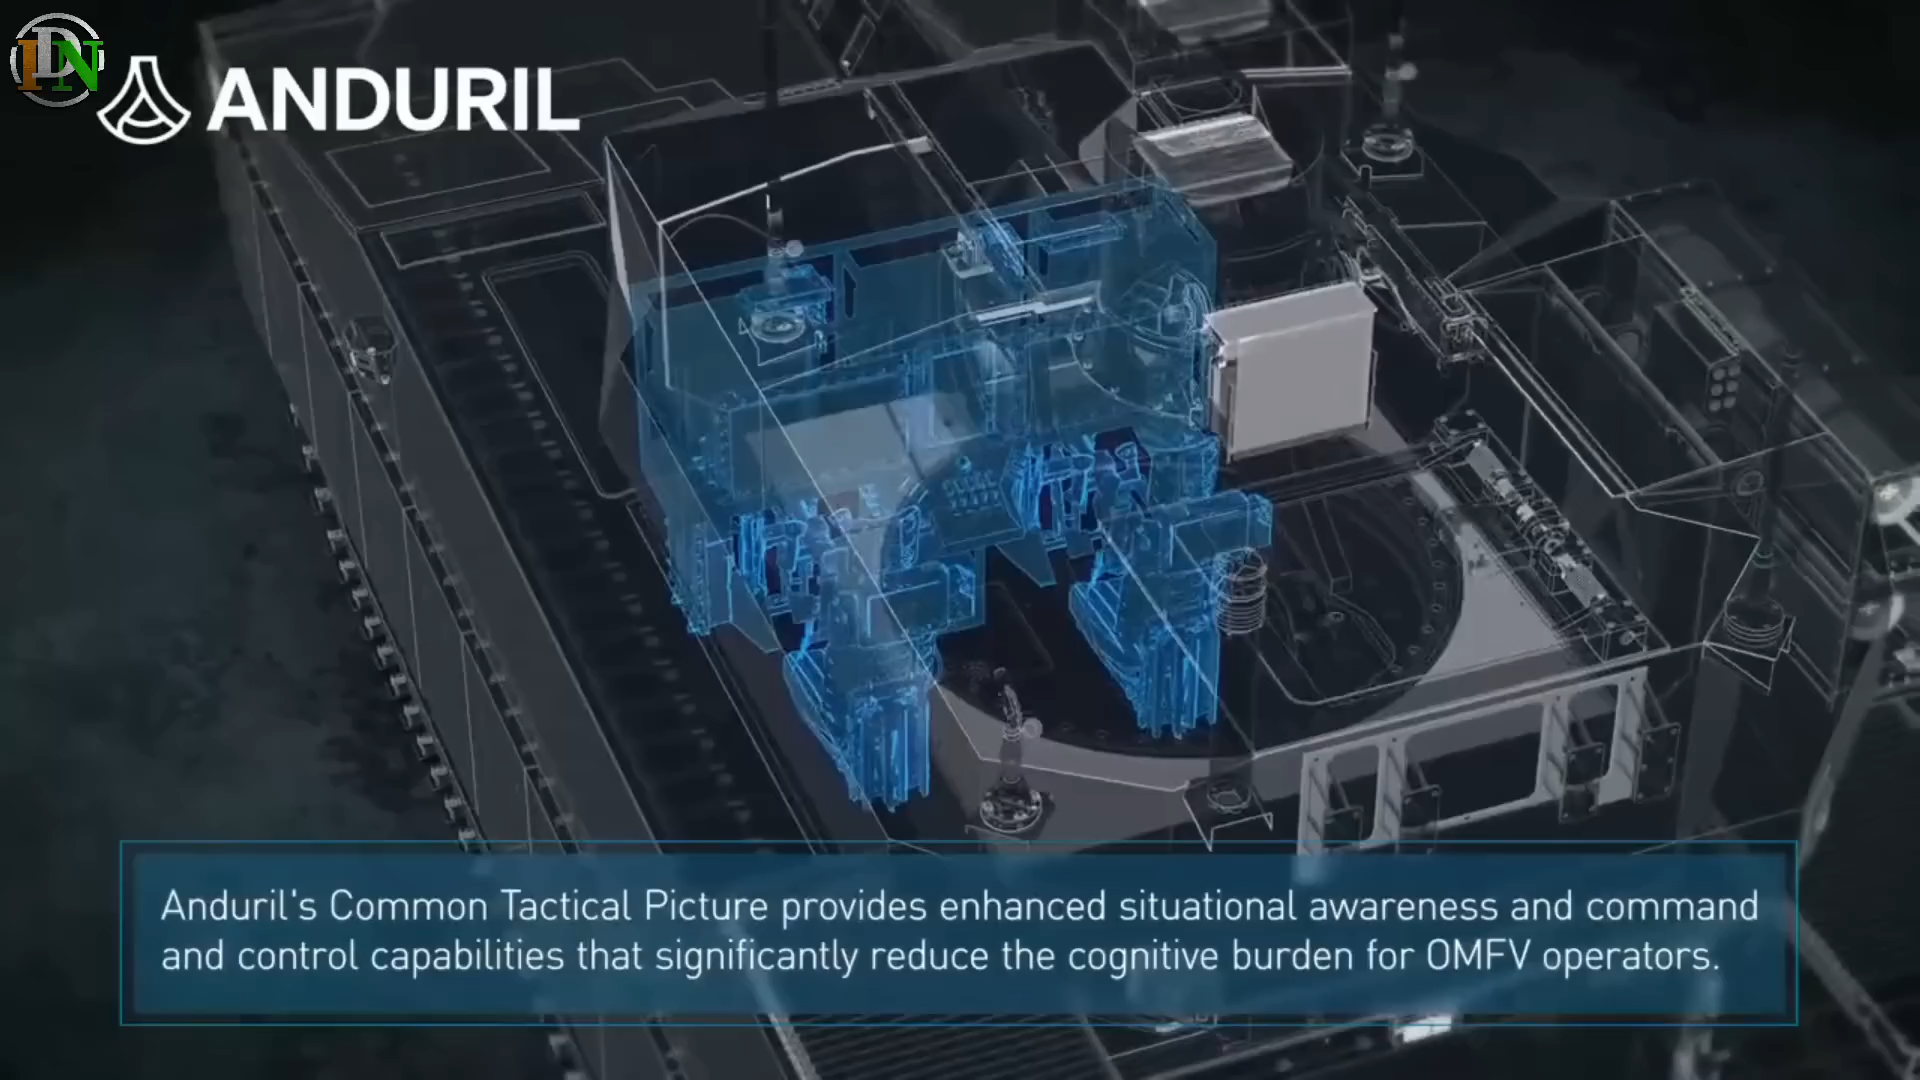 IDN
ANDURIL
Anduril's Common Tactical Picture provides enhanced situational awareness and command
and control capabilities that significantly reduce the cognitive burden for OMFV operators.